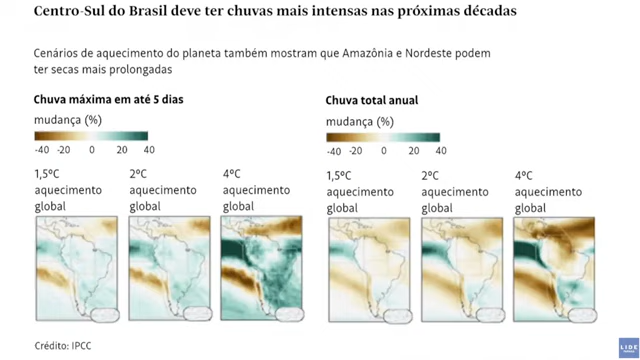 Centro-Sul do Brasil deve ter chuvas mais intensas nas próximas décadas
Cenários de aquecimento do planeta também mostram que Amazônia e Nordeste podem
ter secas mais prolongadas
Chuva máxima em até 5 dias
mudança (%)
-40 -20 0 20 40
1,5ºC
aquecimento
global
2ºC
aquecimento
global
4ºC
aquecimento
global
Chuva total anual
mudança (%)
-40 -20 0 20 40
1,5ºC
aquecimento
global
2ºC
aquecimento
global
4ºC
aquecimento
global
Crédito: IPCC
LIDE